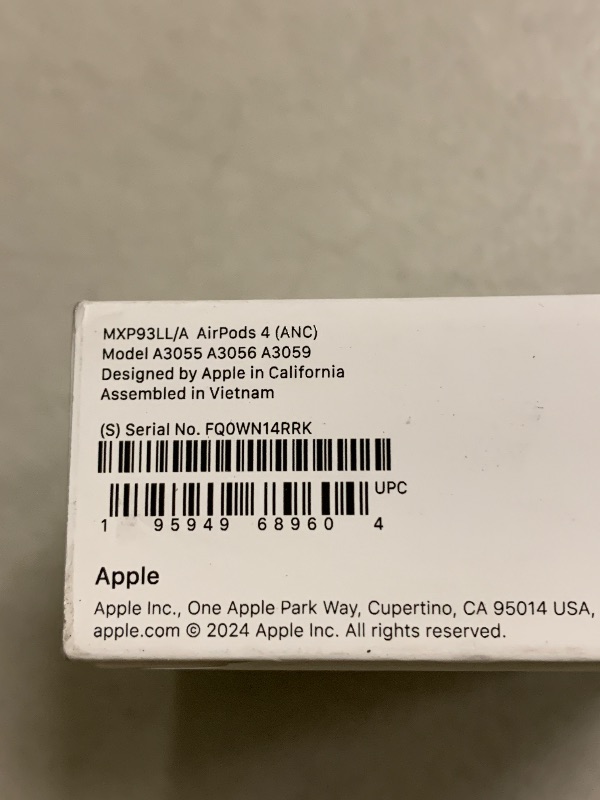 MXP93LL/A AirPods 4 (ANC)
Model A3055 A3056 A3059
Designed by Apple in California
Assembled in Vietnam
(S) Serial No. FQ0WN14RRK
UPC
1 95949 68960 4
Apple
Apple Inc., One Apple Park Way, Cupertino, CA 95014 USA,
apple.com © 2024 Apple Inc. All rights reserved.